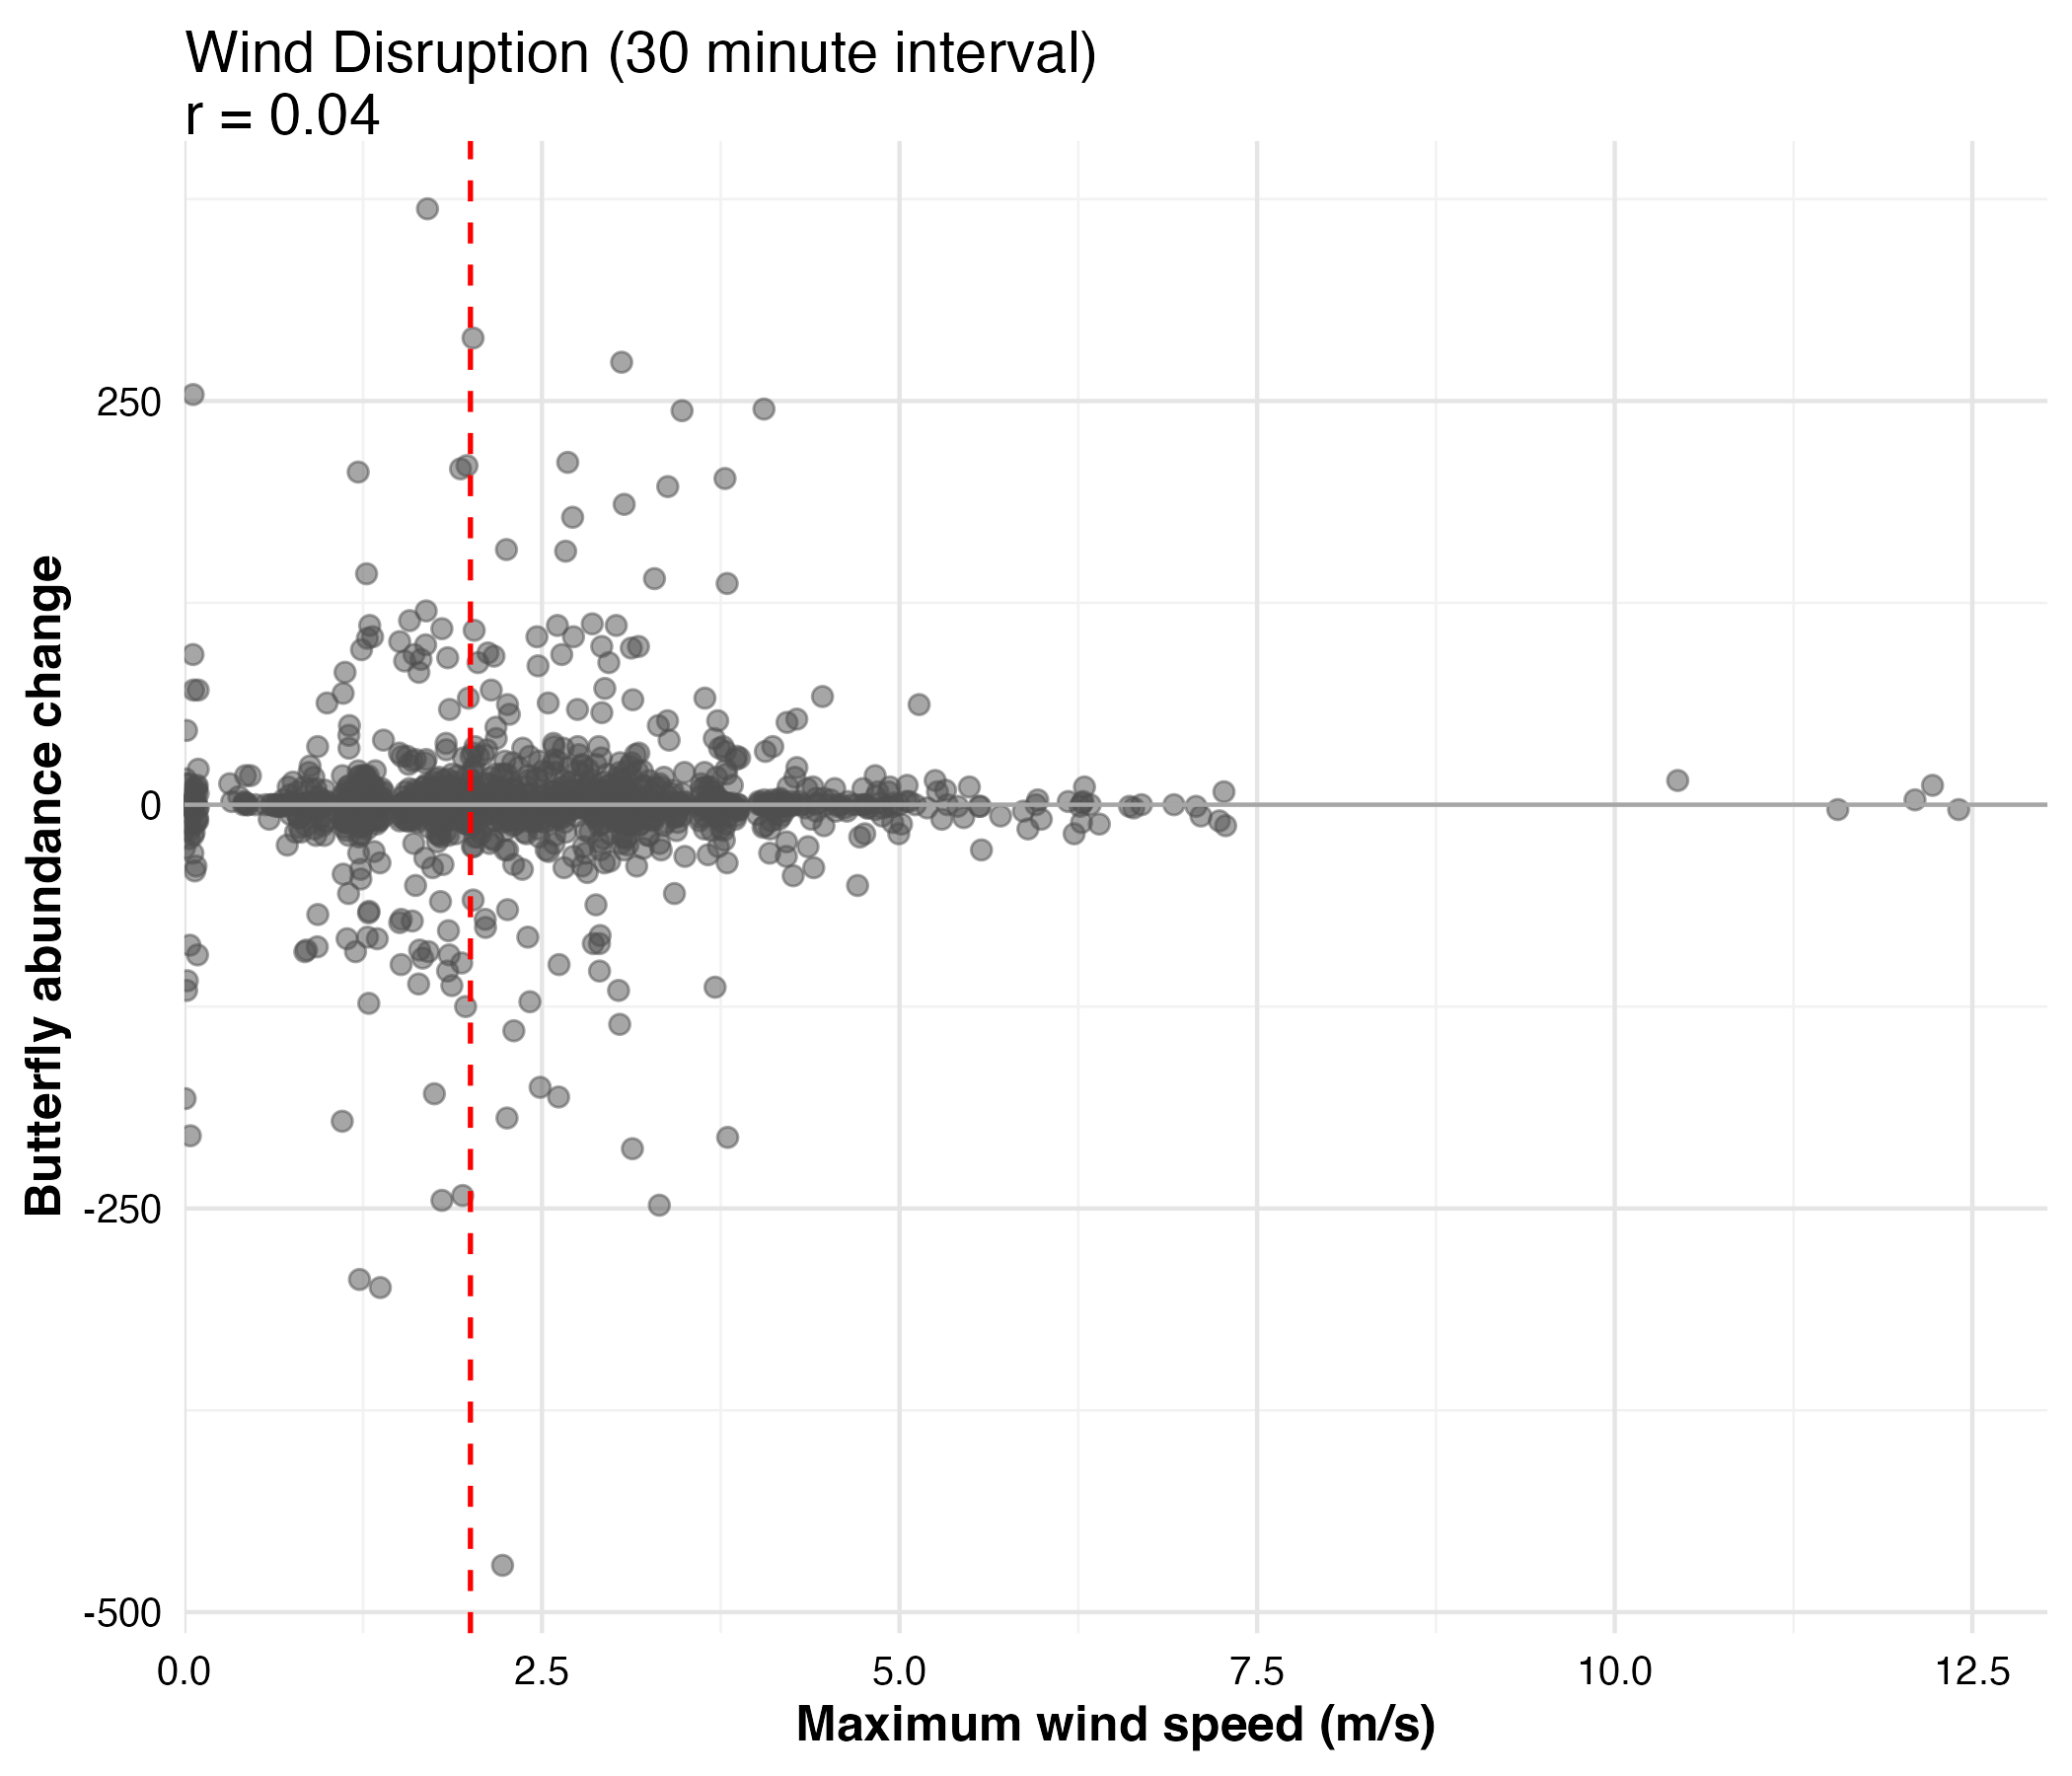 Wind Disruption (30 minute interval)
r = 0.04
Butterfly abundance change
250
0
-250
-500
0.0
2.5
5.0
7.5
10.0
12.5
Maximum wind speed (m/s)